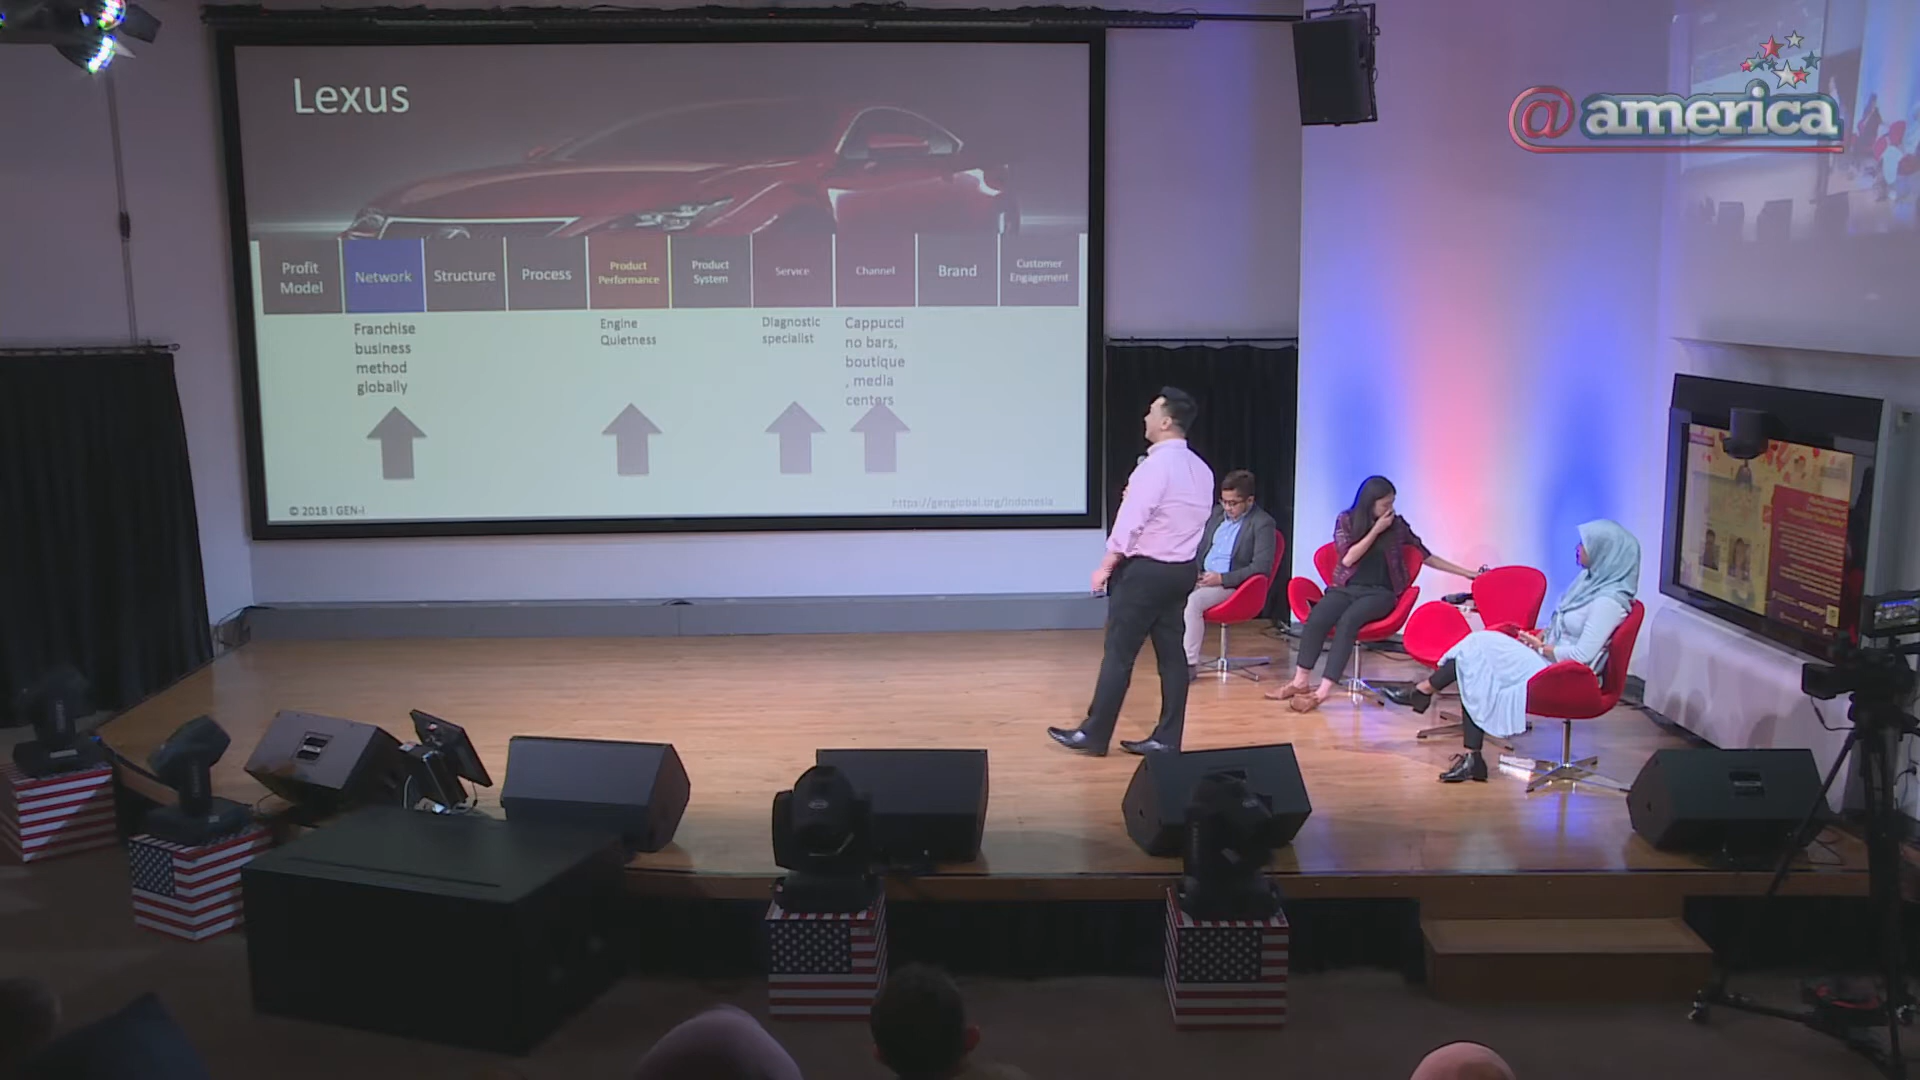 Lexus
@america
Profit
Model
Network
Structure
Process
Product
Performance
Product
System
Service
Channel
Brand
Customer
Engagement
Franchise
business
method
globally
Engine
Quietness
Diagnostic
specialist
Cappucci
no bars,
boutique
, media
centers
© 2018 | GEN-i
https://genglobal.org/indonesia